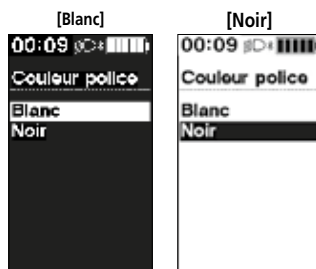 [Blanc]
00:09
Couleur police
Blanc
Noir
[Noir]
00:09
Couleur police
Blanc
Noir